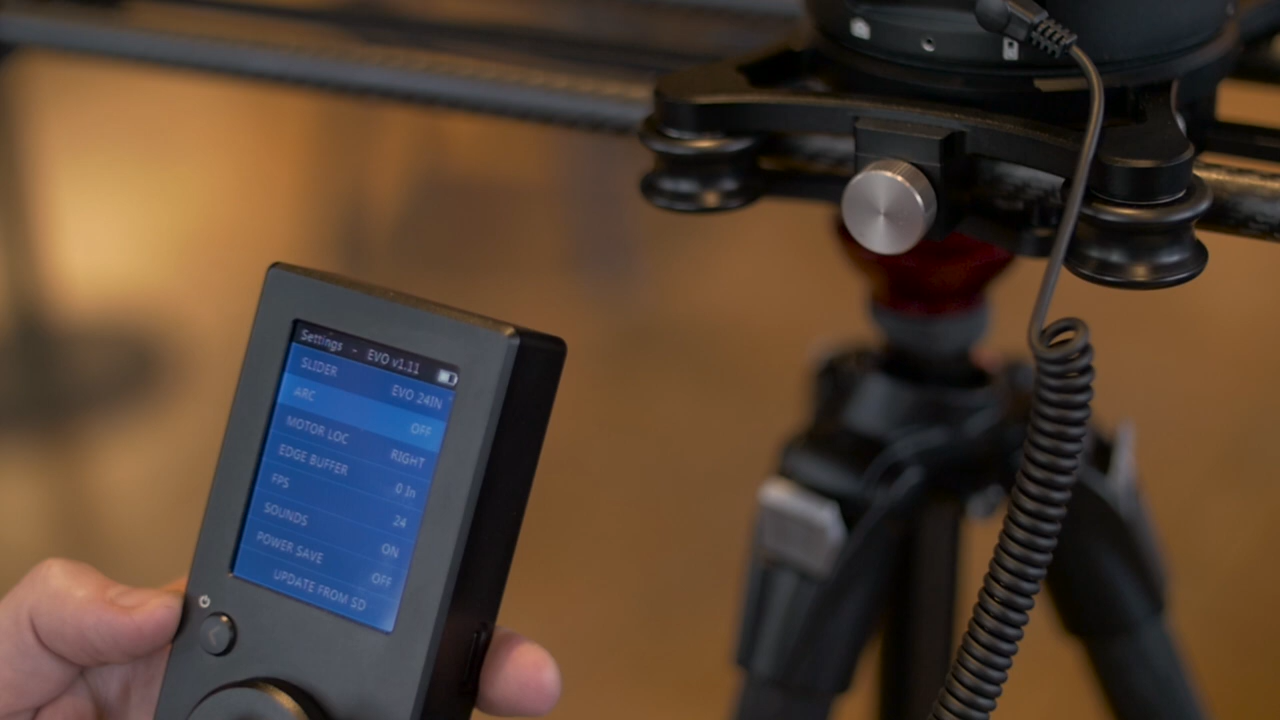 Settings - EVO v1.11
SLIDER EVO 24IN
ARC OFF
MOTOR LOC RIGHT
EDGE BUFFER 0 In
FPS 24
SOUNDS ON
POWER SAVE OFF
UPDATE FROM SD